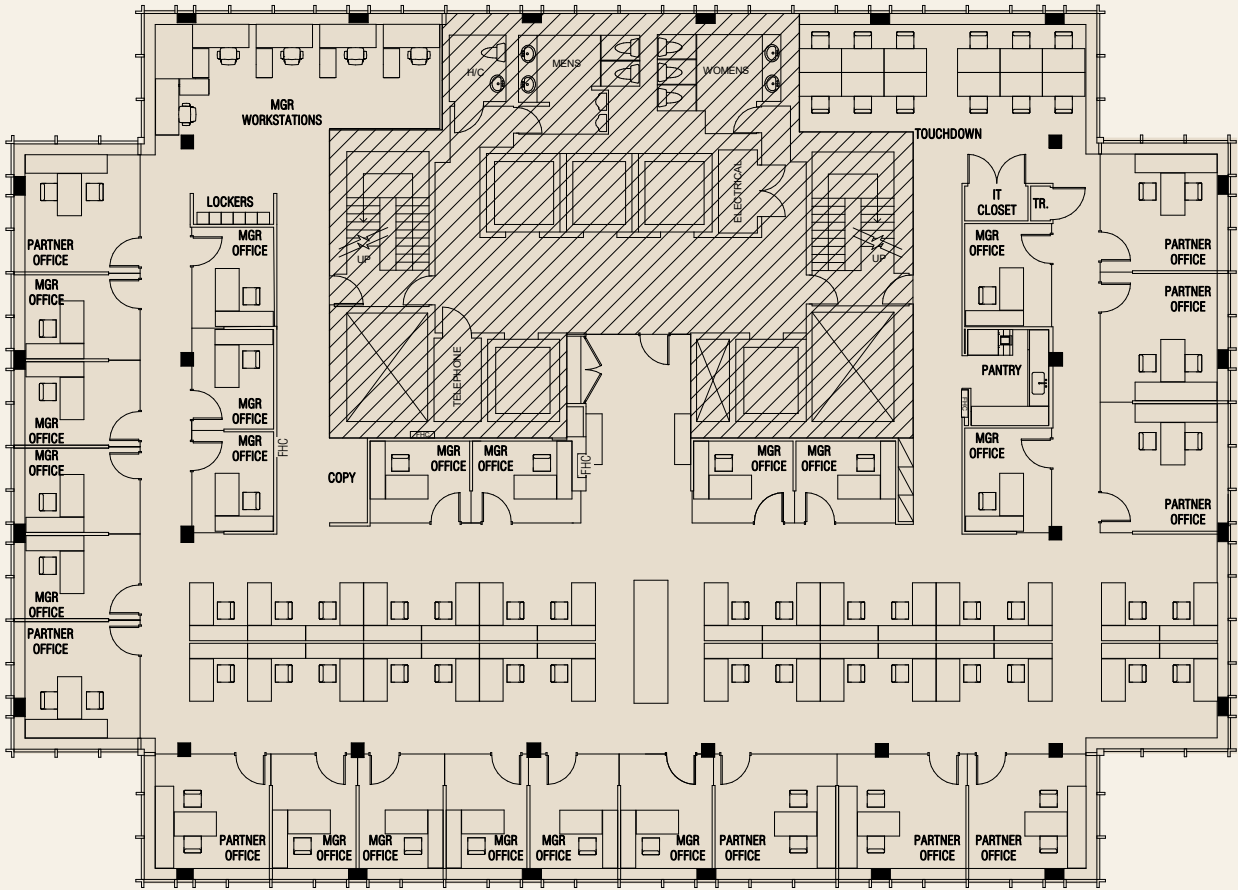 H/C
MENS
WOMENS
MGR
WORKSTATIONS
TOUCHDOWN
ELECTRICAL
LOCKERS
IT
CLOSET
TR.
PARTNER
OFFICE
MGR
OFFICE
UP
UP
MGR
OFFICE
PARTNER
OFFICE
MGR
OFFICE
PARTNER
OFFICE
TELEPHONE
PANTRY
MGR
OFFICE
FHC
MGR
OFFICE
MGR
OFFICE
FHC
FHC
MGR
OFFICE
MGR
OFFICE
MGR
OFFICE
FHC
MGR
OFFICE
MGR
OFFICE
MGR
OFFICE
COPY
PARTNER
OFFICE
MGR
OFFICE
PARTNER
OFFICE
PARTNER
OFFICE
MGR
OFFICE
MGR
OFFICE
MGR
OFFICE
MGR
OFFICE
MGR
OFFICE
PARTNER
OFFICE
PARTNER
OFFICE
PARTNER
OFFICE